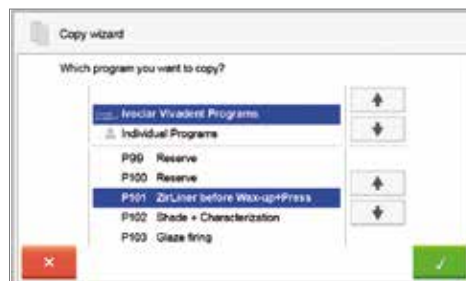 Copy wizard
Which program you want to copy?
Ivoclar Vivadent Programs
Individual Programs
P99 Reserve
P100 Reserve
P101 ZirLiner before Wax-up+Press
P102 Shade + Characterization
P103 Glaze firing